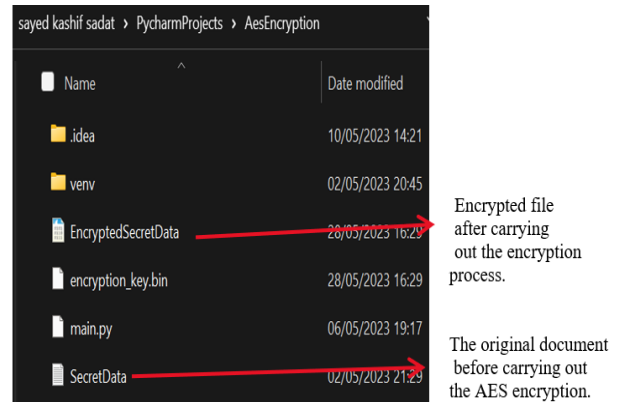 sayed kashif sadat > PycharmProjects > AesEncryption
Name Date modified
.idea 10/05/2023 14:21
venv 02/05/2023 20:45
EncryptedSecretData 28/05/2023 16:29
encryption_key.bin 28/05/2023 16:29
main.py 06/05/2023 19:17
SecretData 02/05/2023 21:29
Encrypted file
after carrying
out the encryption
process.
The original document
before carrying out
the AES encryption.